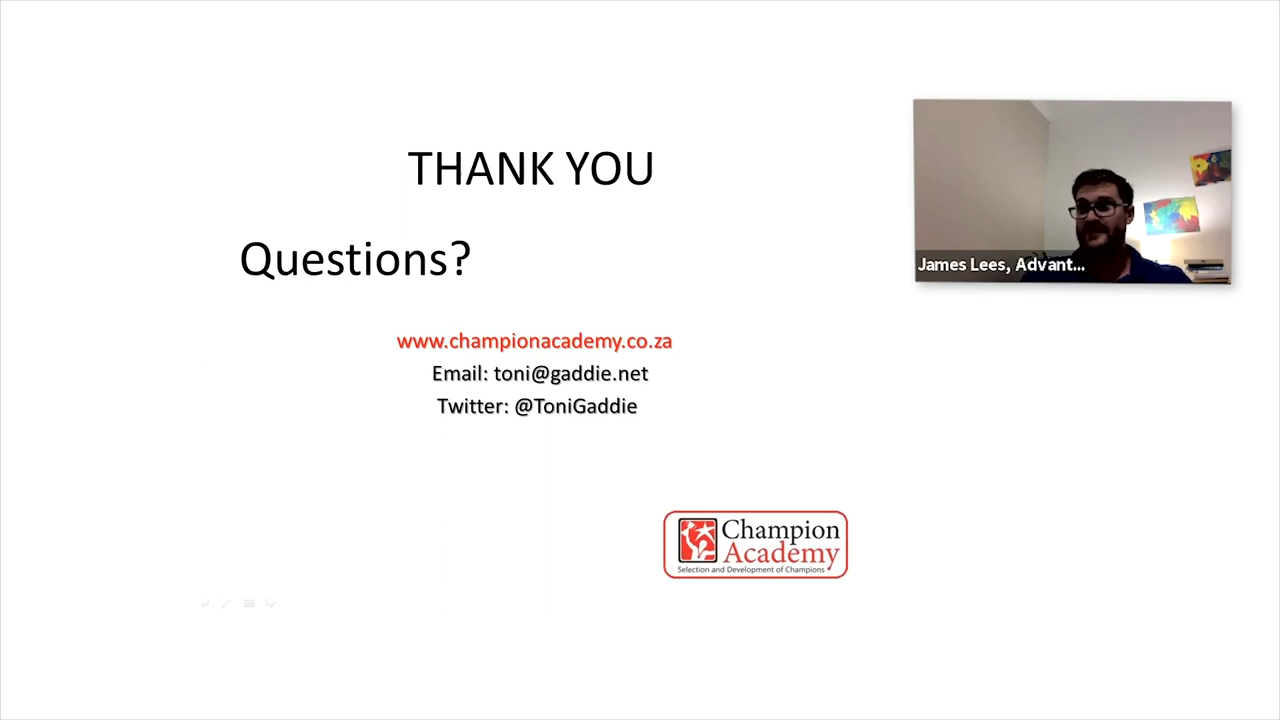 THANK YOU
Questions?
www.championacademy.co.za
Email: toni@gaddie.net
Twitter: @ToniGaddie
James Lees, Advant...
Champion
Academy
Selection and Development of Champions